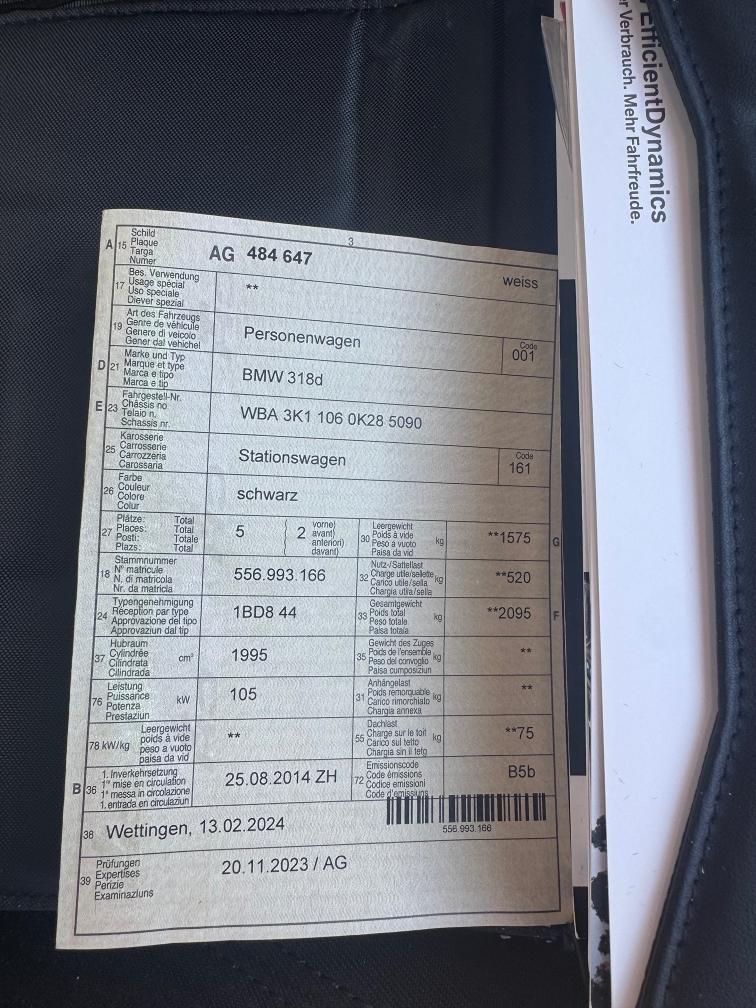 EfficientDynamics
r Verbrauch. Mehr Fahrfreude.
3
A 15 Schild
Plaque
Targa
Numer
AG 484 647
weiss
17 Bes. Verwendung
Usage spécial
Uso speciale
Diever spezial
**
19 Art des Fahrzeugs
Genre de véhicule
Genere di veicolo
Gener dal vehichel
Personenwagen
Code
001
D 21 Marke und Typ
Marque et type
Marca e tipo
Marca e tip
BMW 318d
E 23 Fahrgestell-Nr.
Châssis no
Telaio n.
Schassis nr.
WBA 3K1 106 0K28 5090
25 Karosserie
Carrosserie
Carrozzeria
Carossaria
Stationswagen
Code
161
26 Farbe
Couleur
Colore
Colur
schwarz
27 Plätze: Total
Places: Total
Posti: Totale
Plazs: Total
5
2 vorne)
avant)
anteriori)
davant)
30 Leergewicht
Poids à vide
Peso a vuoto
Paisa da vid
kg
**1575
G
18 Stammnummer
N° matricule
N. di matricola
Nr. da matricla
556.993.166
32 Nutz-/Sattellast
Charge utile/sellette
Carico utile/sella
Chargia utila/sella
kg
**520
24 Typengenehmigung
Réception par type
Approvazione del tipo
Approvaziun dal tip
1BD8 44
33 Gesamtgewicht
Poids total
Peso totale
Paisa totala
kg
**2095
F
37 Hubraum
Cylindrée
Cilindrata
Cilindrada
cm³
1995
35 Gewicht des Zuges
Poids de l'ensemble
Peso del convoglio
Paisa cumposiziun
kg
**
76 Leistung
Puissance
Potenza
Prestaziun
kW
105
31 Anhängelast
Poids remorquable
Carico rimorchiato
Chargia annexa
kg
**
78 kW/kg Leergewicht
poids à vide
peso a vuoto
paisa da vid
**
55 Dachlast
Charge sur le toit
Carico sul tetto
Chargia sin il tetg
kg
**75
B 36 1. Inverkehrsetzung
1re mise en circulation
1a messa in circolazione
1. entrada en circulaziun
25.08.2014 ZH
72 Emissionscode
Code émissions
Codice emissioni
Code d'emissiuns
B5b
38 Wettingen, 13.02.2024
556.993.166
39 Prüfungen
Expertises
Perizie
Examinaziuns
20.11.2023 / AG